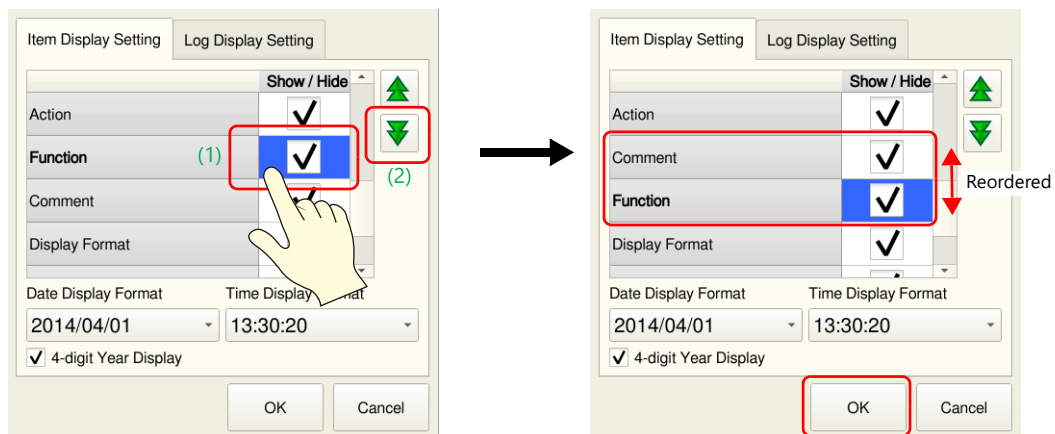 Item Display Setting
Log Display Setting
Show / Hide
Action
Function
(1)
(2)
Comment
Display Format
Date Display Format
Time Display
mat
2014/04/01
13:30:20
4-digit Year Display
OK
Cancel
Item Display Setting
Log Display Setting
Show / Hide
Action
Comment
Function
Reordered
Display Format
Date Display Format
Time Display Format
2014/04/01
13:30:20
4-digit Year Display
OK
Cancel